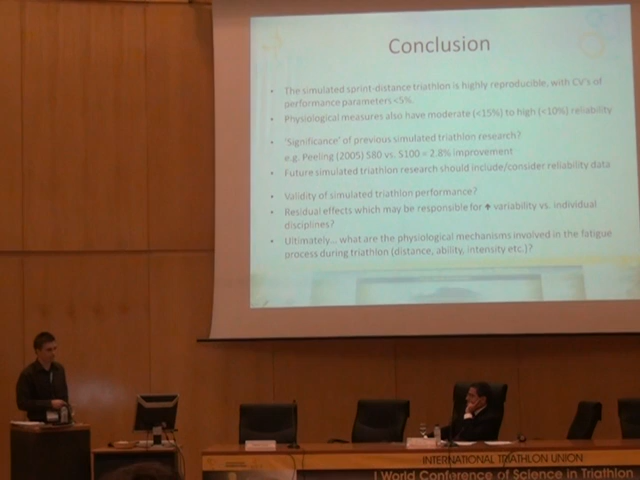 Conclusion
• The simulated sprint-distance triathlon is highly reproducible, with CV's of
performance parameters <5%.
• Physiological measures also have moderate (<15%) to high (<10%) reliability
• 'Significance' of previous simulated triathlon research?
e.g. Peeling (2005) S80 vs. S100 = 2.8% improvement
• Future simulated triathlon research should include/consider reliability data
• Validity of simulated triathlon performance?
• Residual effects which may be responsible for ↑ variability vs. individual
disciplines?
• Ultimately... what are the physiological mechanisms involved in the fatigue
process during triathlon (distance, ability, intensity etc.)?
INTERNATIONAL TRIATHLON UNION
I World Conference of Science in Triathlon